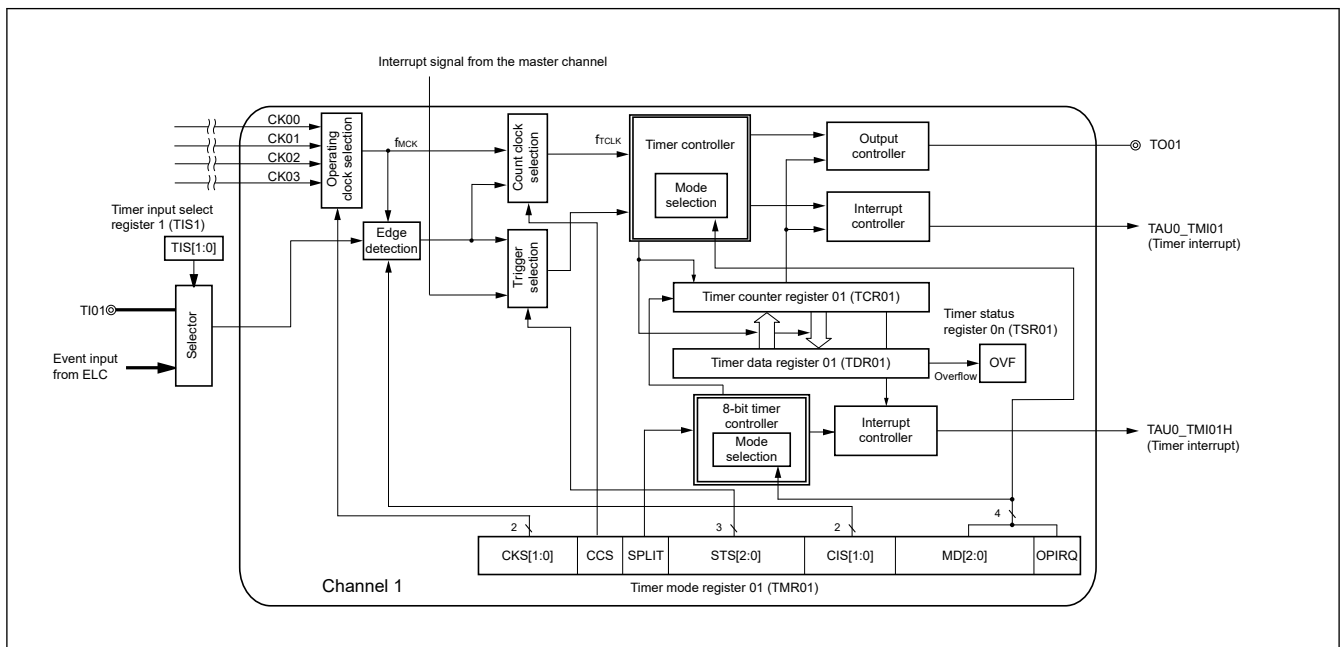 Interrupt signal from the master channel
CK00
CK01
CK02
CK03
Operating
clock selection
fMCK
Count clock
selection
fTCLK
Timer controller
Mode
selection
Output
controller
TO01
Timer input select
register 1 (TIS1)
TIS[1:0]
Edge
detection
Trigger
selection
Interrupt
controller
TAU0_TMI01
(Timer interrupt)
TI01
Selector
Event input
from ELC
Timer counter register 01 (TCR01)
Timer status
register 0n (TSR01)
Timer data register 01 (TDR01)
Overflow
OVF
8-bit timer
controller
Mode
selection
Interrupt
controller
TAU0_TMI01H
(Timer interrupt)
2
3
2
4
CKS[1:0]
CCS
SPLIT
STS[2:0]
CIS[1:0]
MD[2:0]
OPIRQ
Channel 1
Timer mode register 01 (TMR01)